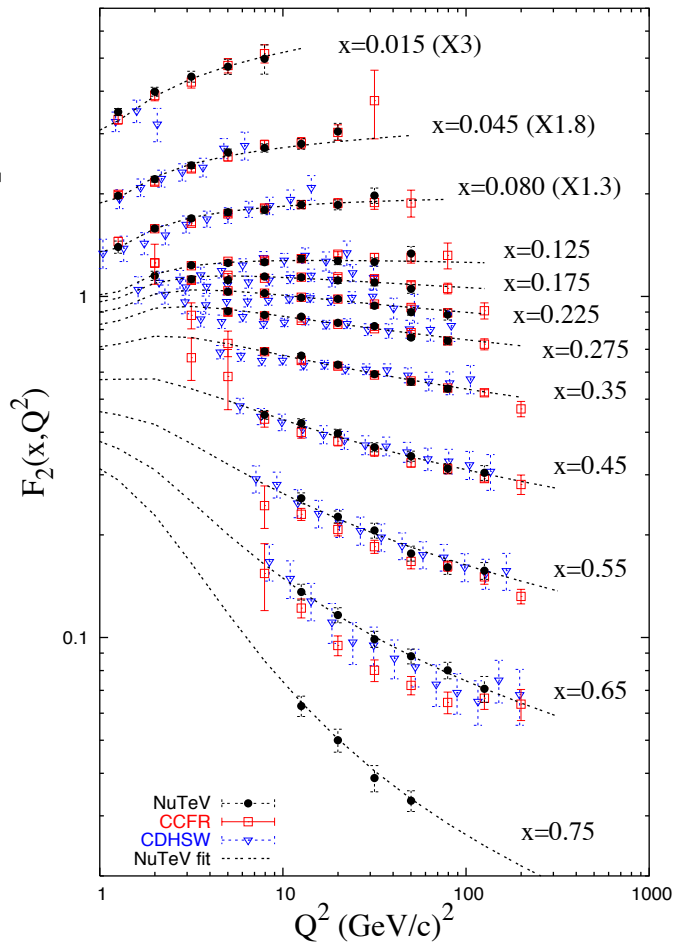 x=0.015 (X3)
x=0.045 (X1.8)
x=0.080 (X1.3)
x=0.125
x=0.175
x=0.225
x=0.275
x=0.35
x=0.45
x=0.55
x=0.65
x=0.75
1
0.1
F₂(x,Q²)
NuTeV
CCFR
CDHSW
NuTeV fit
1
10
100
1000
Q² (GeV/c)²